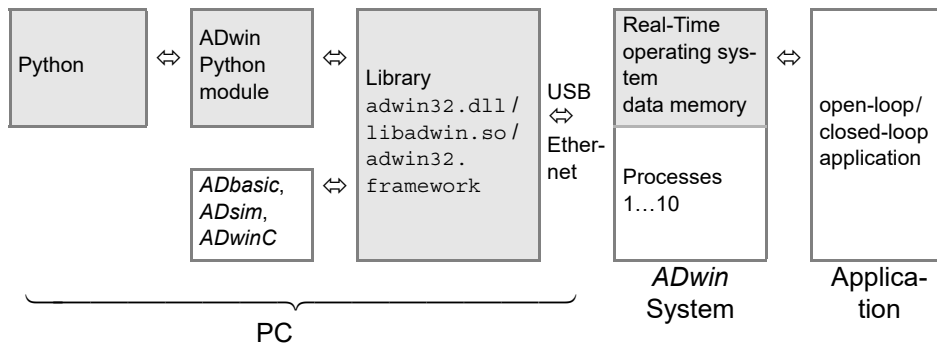 Python
⇔
ADwin
Python
module
⇔
Library
adwin32.dll /
libadwin.so /
adwin32.
framework
USB
⇔
Ether-
net
Real-Time
operating sys-
tem
data memory
⇔
open-loop/
closed-loop
application
ADbasic,
ADsim,
ADwinC
⇔
Processes
1…10
ADwin
System
Applica-
tion
PC